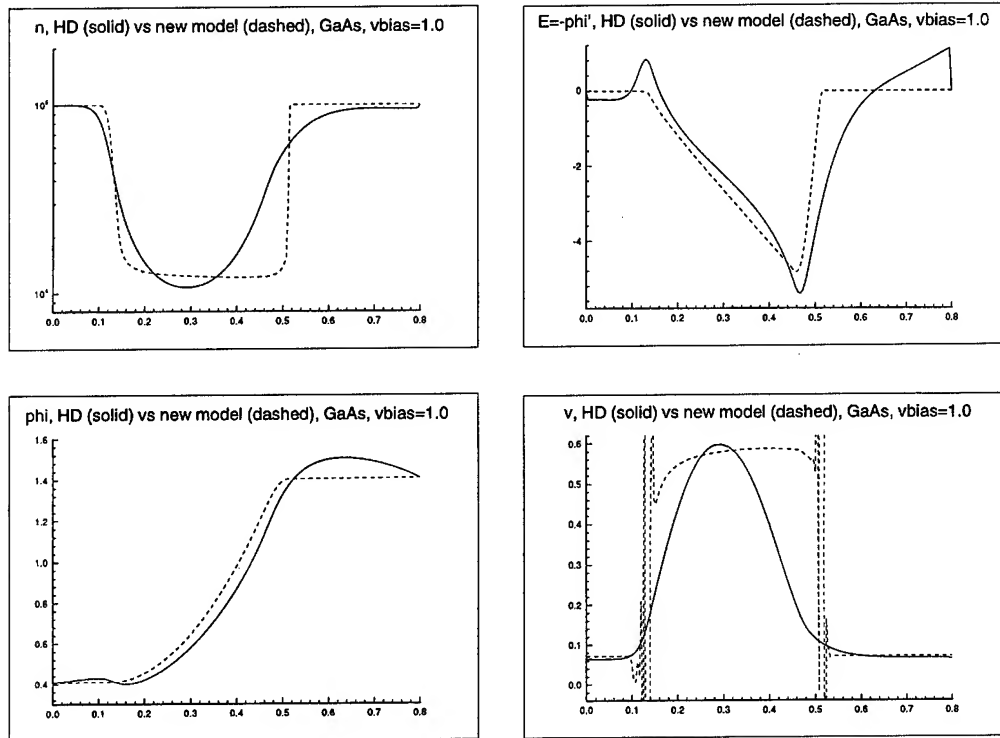 n, HD (solid) vs new model (dashed), GaAs, vbias=1.0
10⁴
0.0 0.1 0.2 0.3 0.4 0.5 0.6 0.7 0.8
E=-phi', HD (solid) vs new model (dashed), GaAs, vbias=1.0
0
-2
-4
0.0 0.1 0.2 0.3 0.4 0.5 0.6 0.7 0.8
phi, HD (solid) vs new model (dashed), GaAs, vbias=1.0
1.6
1.4
1.2
1.0
0.8
0.6
0.4
0.0 0.1 0.2 0.3 0.4 0.5 0.6 0.7 0.8
v, HD (solid) vs new model (dashed), GaAs, vbias=1.0
0.6
0.5
0.4
0.3
0.2
0.1
0.0
0.0 0.1 0.2 0.3 0.4 0.5 0.6 0.7 0.8